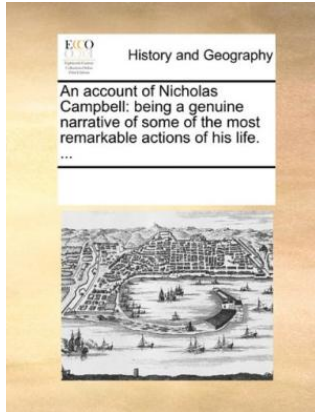 ECCO
History and Geography
An account of Nicholas
Campbell: being a genuine
narrative of some of the most
remarkable actions of his life.
...